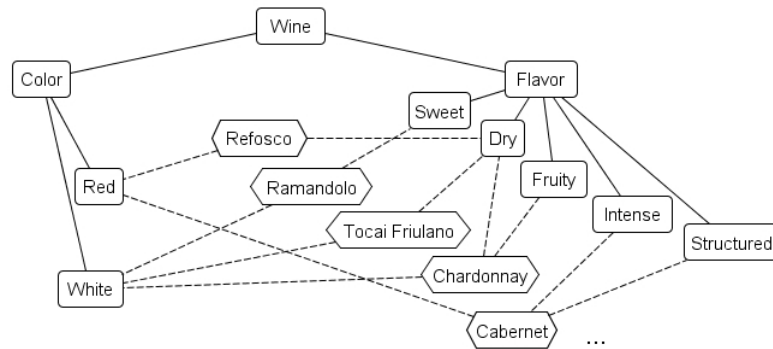 Wine
Color
Flavor
Sweet
Refosco
Dry
Red
Ramandolo
Fruity
Intense
Tocai Friulano
Structured
White
Chardonnay
Cabernet
...